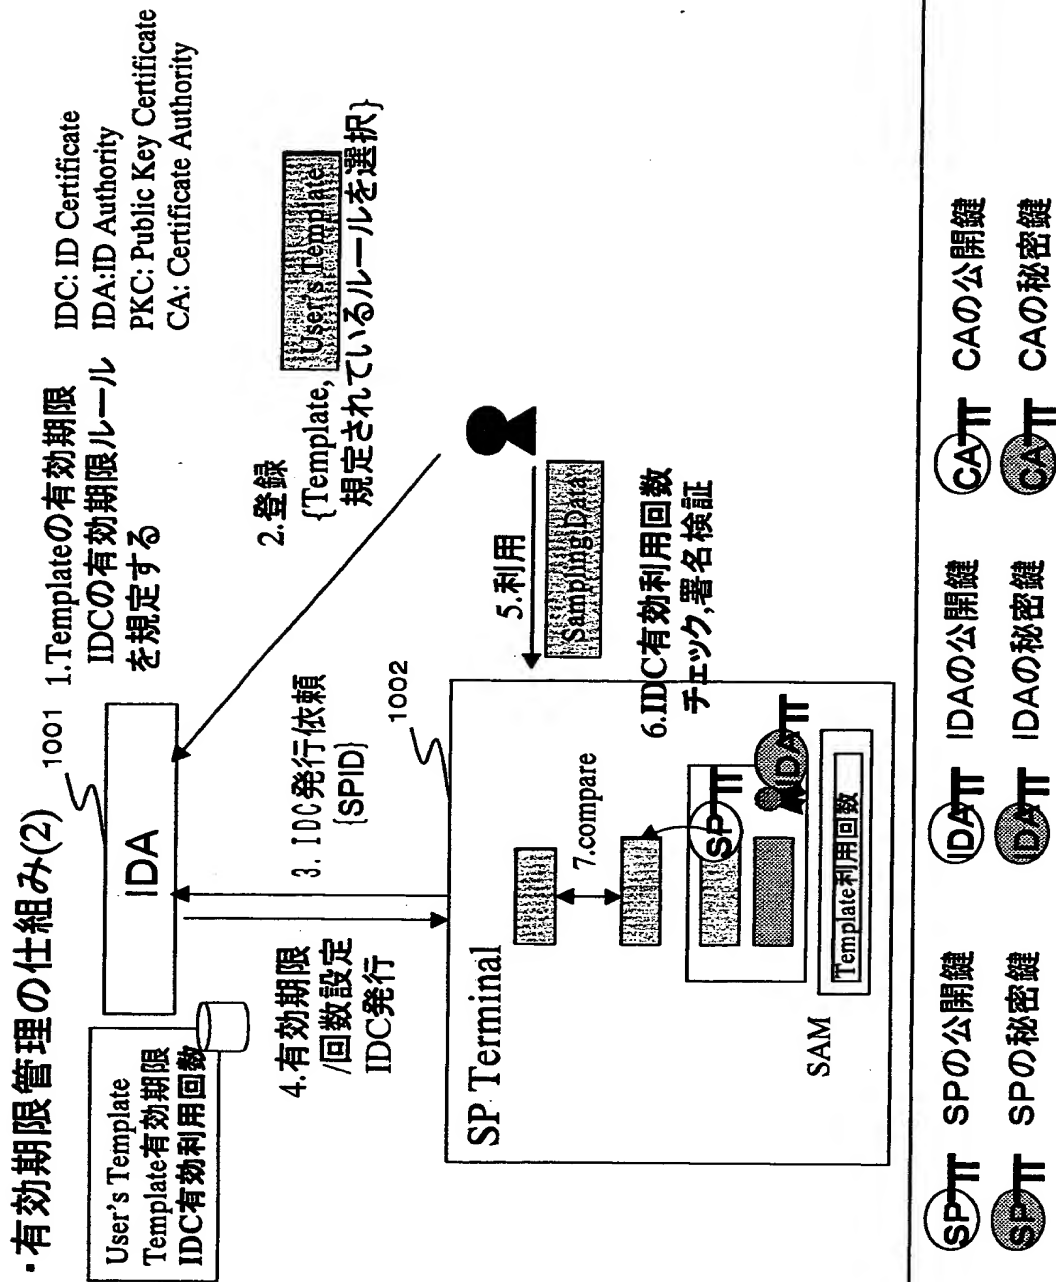 ・有効期限管理の仕組み(2)
User's Template
Template有効期限
IDC有効利用回数
IDA
1001
1.Templateの有効期限
IDCの有効期限ルール
を規定する
IDC: ID Certificate
IDA:ID Authority
PKC: Public Key Certificate
CA: Certificate Authority
2.登録
{Template, User's Template
規定されているルールを選択}
3. IDC発行依頼
{SPID}
4.有効期限
/回数設定
IDC発行
1002
5.利用
Sampling Data
6.IDC有効利用回数
チェック,署名検証
SP Terminal
7.compare
SP
IDA
SAM
Template利用回数
SP SPの公開鍵
IDA IDAの公開鍵
CA CAの公開鍵
SP SPの秘密鍵
IDA IDAの秘密鍵
CA CAの秘密鍵